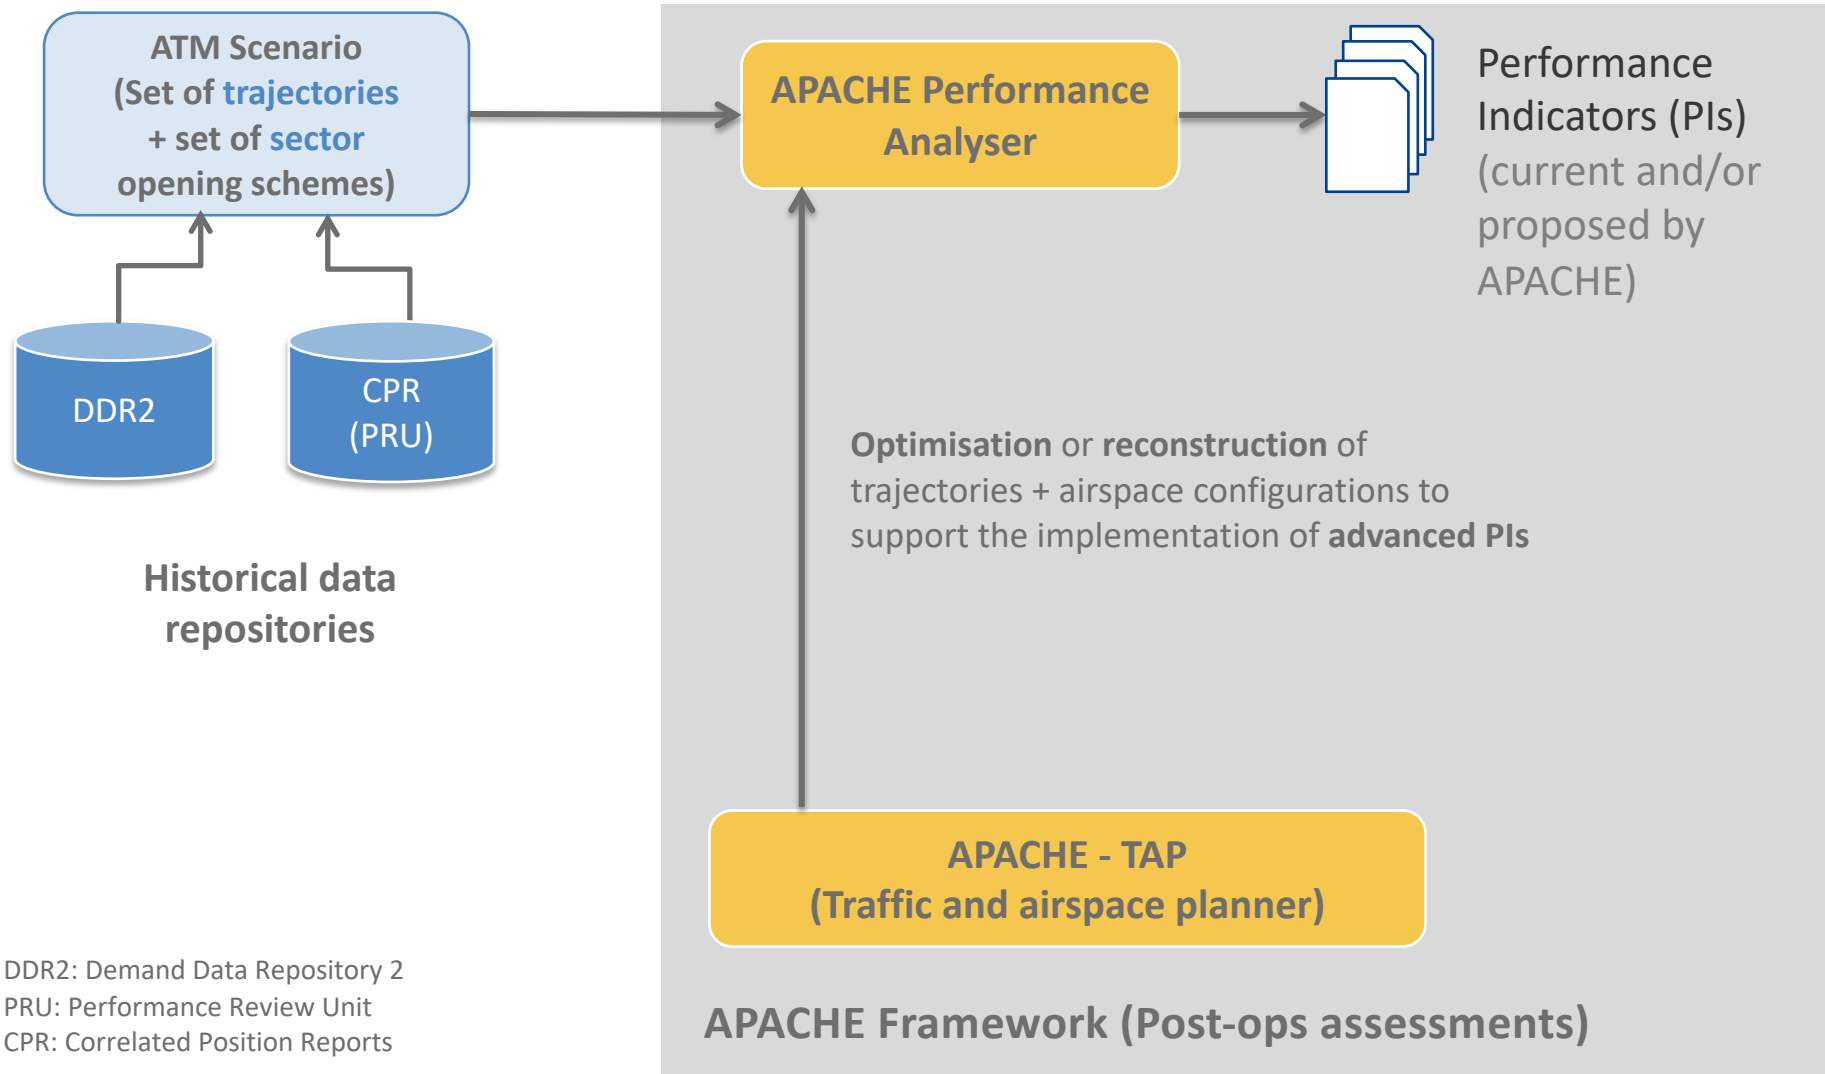 ATM Scenario
(Set of trajectories
+ set of sector
opening schemes)
APACHE Performance
Analyser
Performance
Indicators (PIs)
(current and/or
proposed by
APACHE)
DDR2
CPR
(PRU)
Historical data
repositories
Optimisation or reconstruction of
trajectories + airspace configurations to
support the implementation of advanced PIs
APACHE - TAP
(Traffic and airspace planner)
DDR2: Demand Data Repository 2
PRU: Performance Review Unit
CPR: Correlated Position Reports
APACHE Framework (Post-ops assessments)